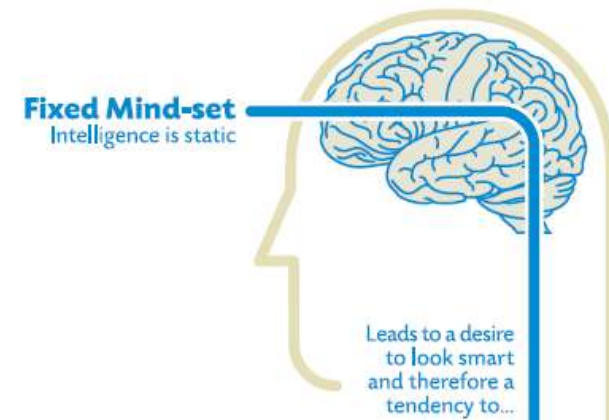 Fixed Mind-set
Intelligence is static
Leads to a desire
to look smart
and therefore a
tendency to...